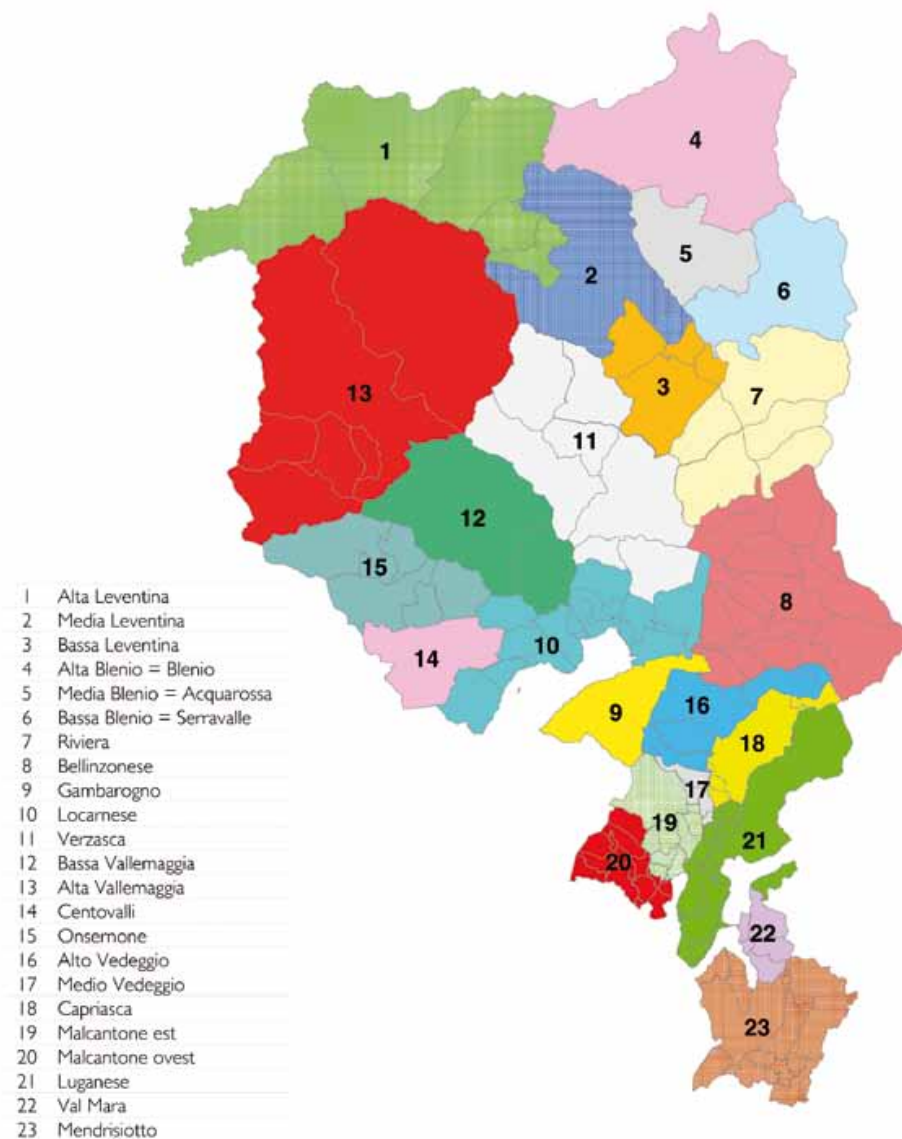 1
4
2
5
6
3
7
13
11
12
15
8
10
14
9
16
18
17
19
21
20
22
23
1 Alta Leventina
2 Media Leventina
3 Bassa Leventina
4 Alta Blenio = Blenio
5 Media Blenio = Acquarossa
6 Bassa Blenio = Serravalle
7 Riviera
8 Bellinzonese
9 Gambarogno
10 Locarnese
11 Verzasca
12 Bassa Vallemaggia
13 Alta Vallemaggia
14 Centovalli
15 Onsernone
16 Alto Vedeggio
17 Medio Vedeggio
18 Capriasca
19 Malcantone est
20 Malcantone ovest
21 Luganese
22 Val Mara
23 Mendrisiotto